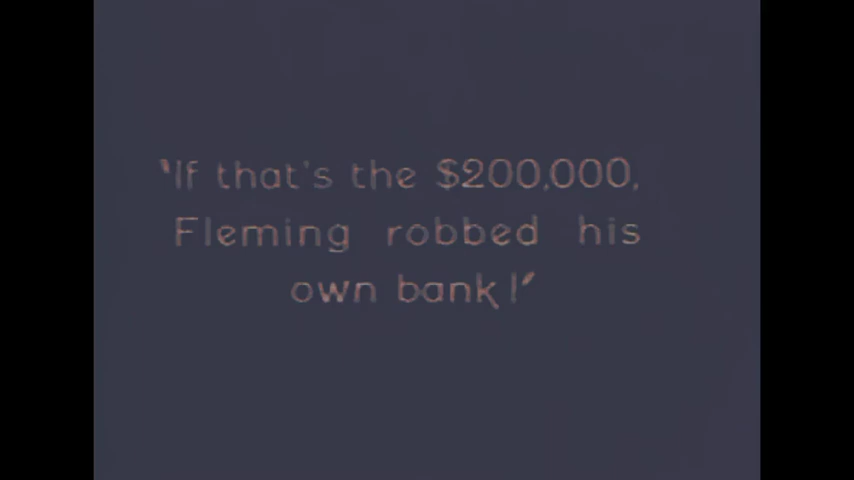 "If that's the $200,000,
Fleming robbed his
own bank!"